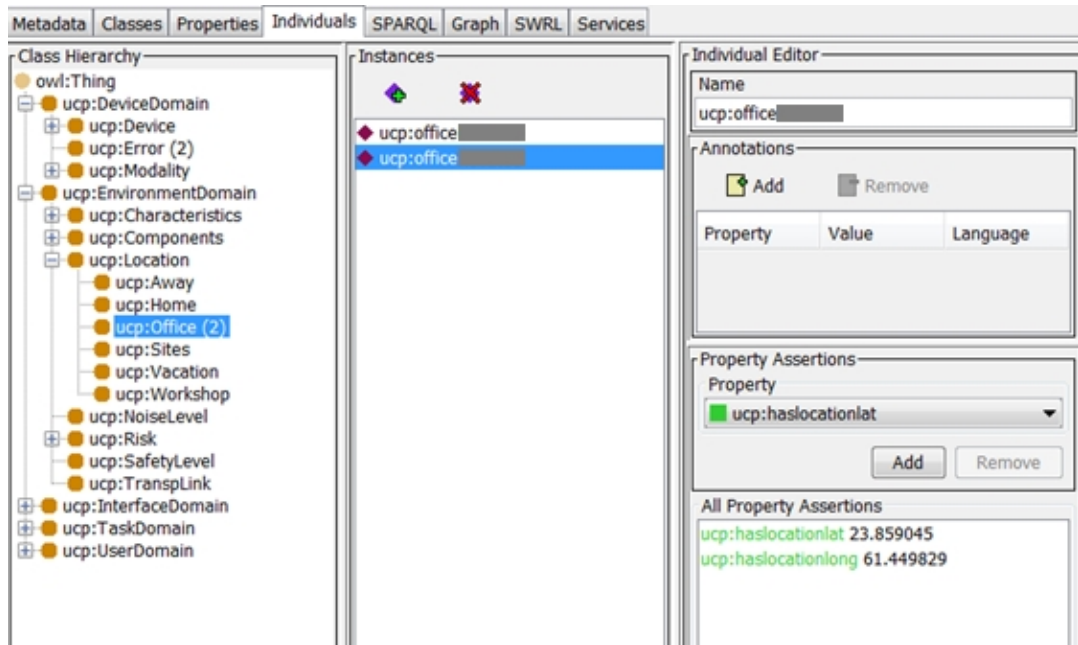 Metadata Classes Properties Individuals SPARQL Graph SWRL Services
Class Hierarchy
owl:Thing
ucp:DeviceDomain
ucp:Device
ucp:Error (2)
ucp:Modality
ucp:EnvironmentDomain
ucp:Characteristics
ucp:Components
ucp:Location
ucp:Away
ucp:Home
ucp:Office (2)
ucp:Sites
ucp:Vacation
ucp:Workshop
ucp:NoiseLevel
ucp:Risk
ucp:SafetyLevel
ucp:TranspLink
ucp:InterfaceDomain
ucp:TaskDomain
ucp:UserDomain
Instances
ucp:office
ucp:office
Individual Editor
Name
ucp:office
Annotations
Add Remove
Property Value Language
Property Assertions
Property
ucp:haslocationlat
Add Remove
All Property Assertions
ucp:haslocationlat 23.859045
ucp:haslocationlong 61.449829